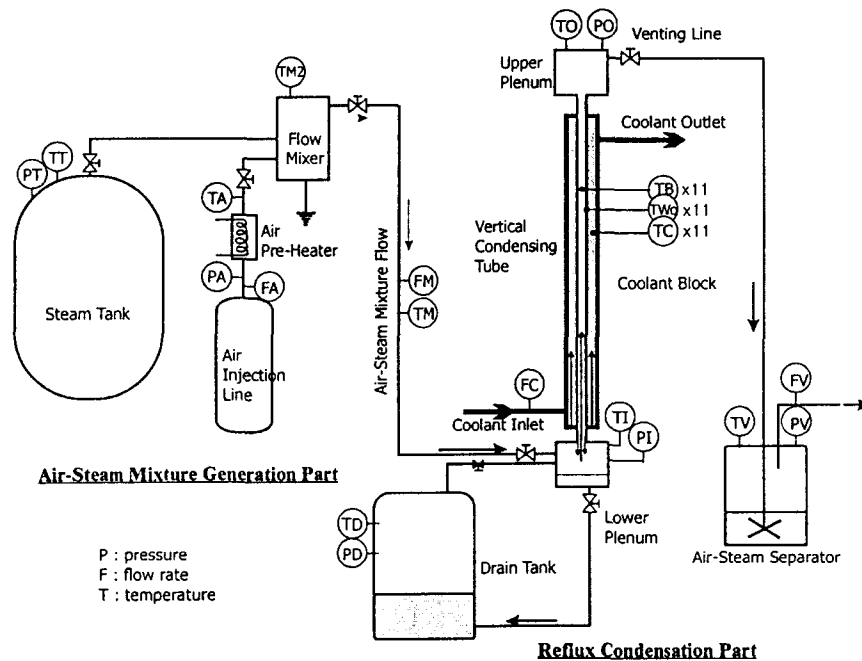 TO
PO
Venting Line
Upper
Plenum
TM2
Flow
Mixer
Coolant Outlet
PT
TT
TA
TB x11
TWo x11
TC x11
Vertical
Condensing
Tube
Air
Pre-Heater
PA
FA
FM
TM
Air-Steam Mixture Flow
Coolant Block
Steam Tank
Air
Injection
Line
FC
Coolant Inlet
TI
PI
FV
TV
PV
Air-Steam Mixture Generation Part
TD
PD
Drain Tank
Lower
Plenum
Air-Steam Separator
P : pressure
F : flow rate
T : temperature
Reflux Condensation Part